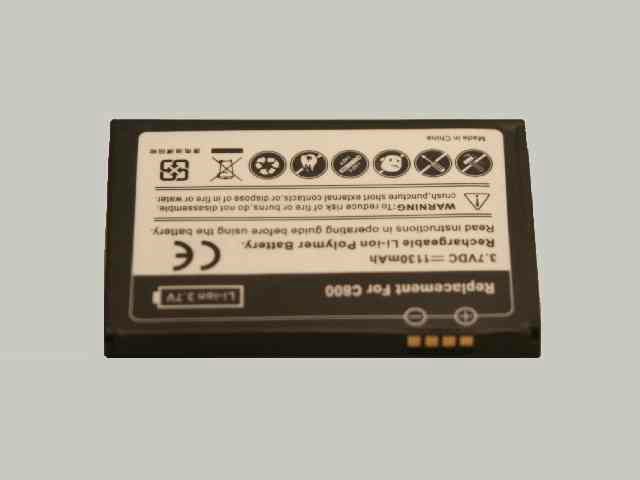 Replacement For C800
Li-ion 3.7V
3.7VDC⎓1130mAh
Rechargeable Li-ion Polymer Battery.
Read instructions in operating guide before the using battery.
WARNING: To reduce risk of fire or burns, do not disassemble,
crush, puncture, short external contacts, or dispose of in fire or water.
Made in China